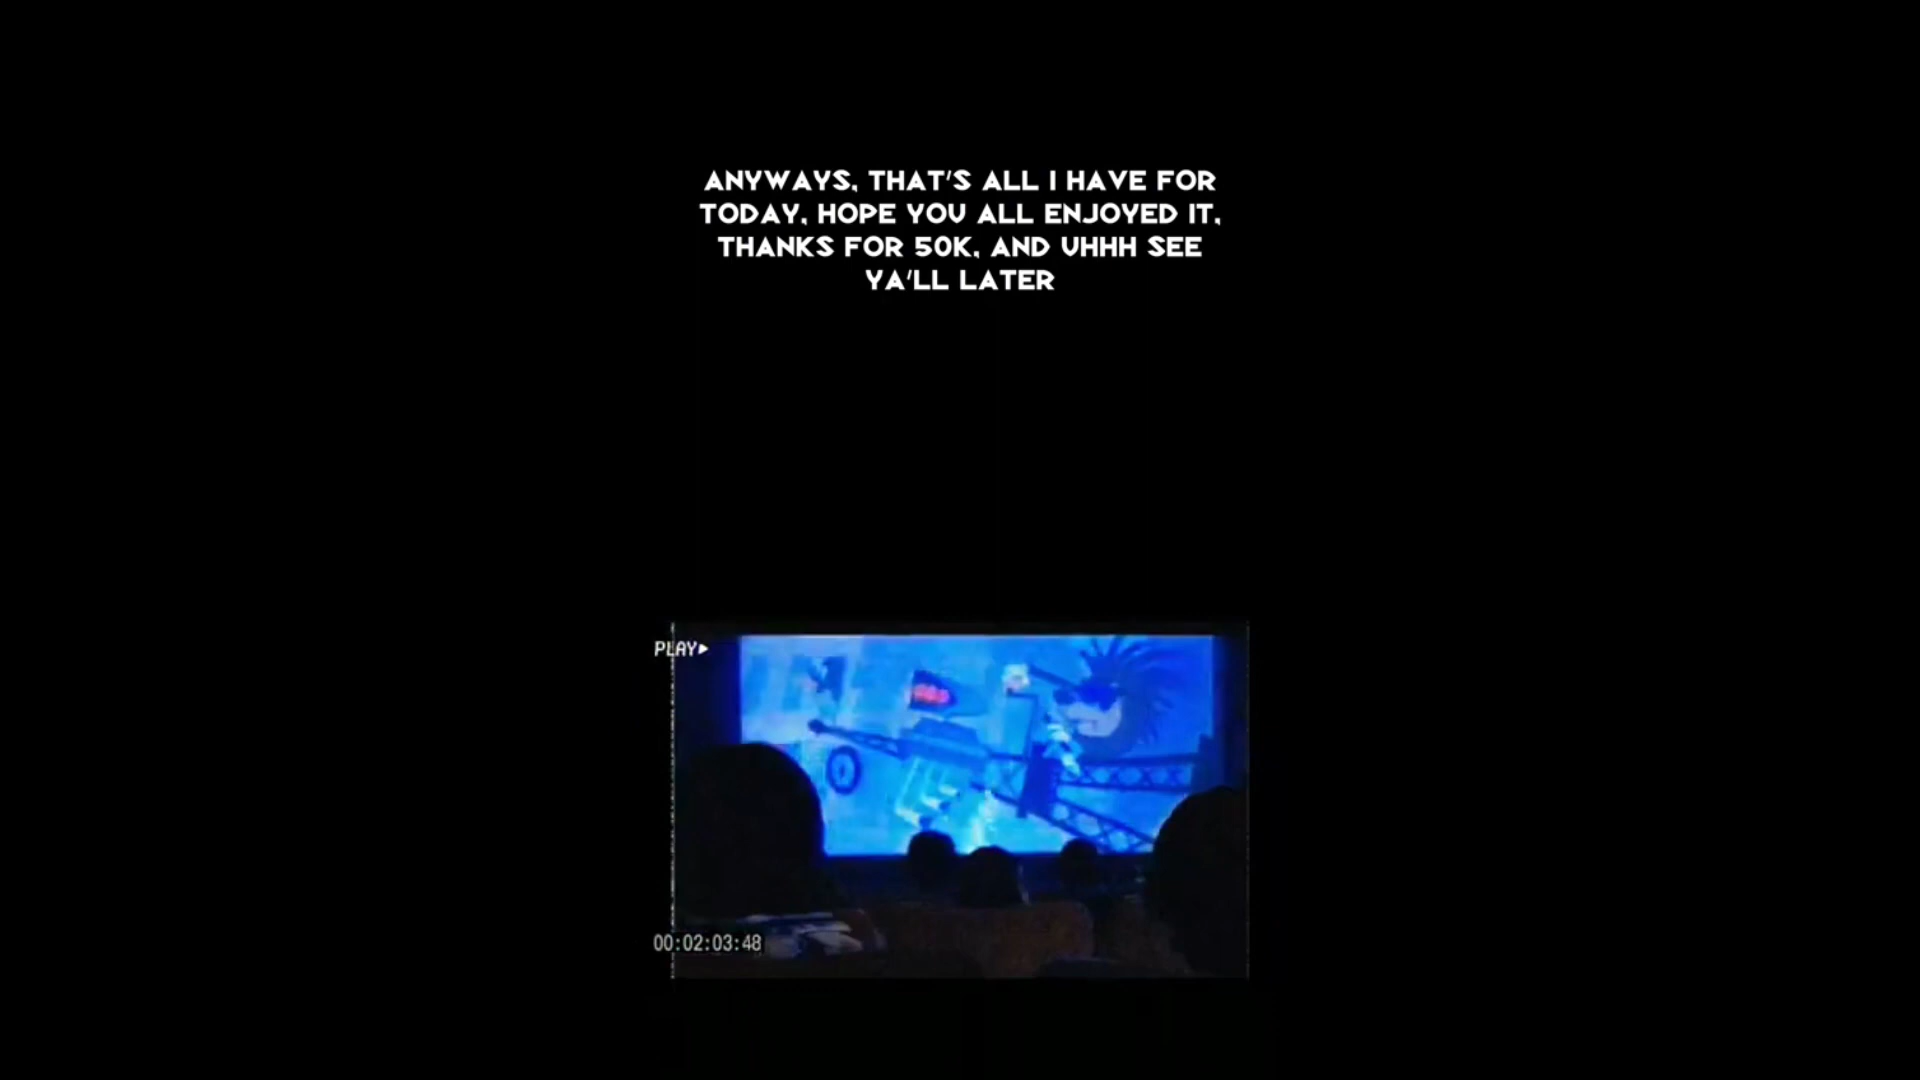 ANYWAYS, THAT'S ALL I HAVE FOR
TODAY, HOPE YOU ALL ENJOYED IT,
THANKS FOR 50K, AND UHHH SEE
YA'LL LATER
PLAY▶
00:02:03:48